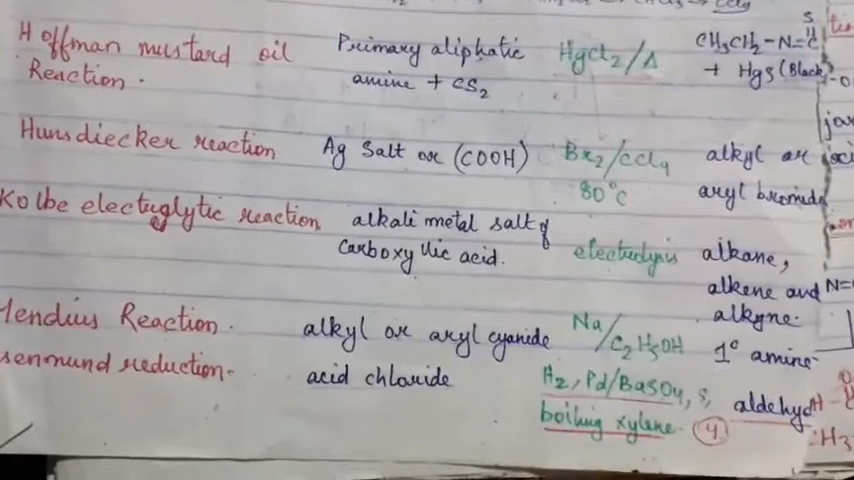 Hoffman mustard oil Primary aliphatic HgCl2/Δ CH3CH2-N=C
S
Reaction. amine + CS2 + HgS (Black)
Hunsdiecker reaction Ag Salt or (COOH) Br2/CCl4 alkyl or
80°C aryl bromide
Kolbe electuglytic reaction alkali metal salt of
carboxylic acid. electrolysis alkane,
alkene and N=
alkyne.
Mendius Reaction. alkyl or aryl cyanide Na/C2H5OH 1° amine
senmund reduction. acid chloride H2, Pd/BaSO4, S, aldehyd
boiling xylene. 4